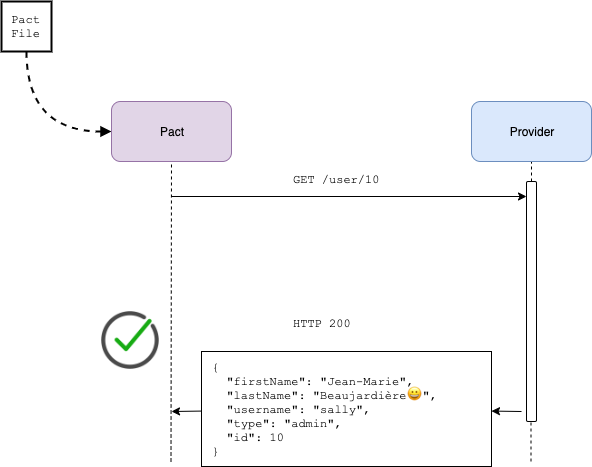 Pact
File
Pact
Provider
GET /user/10
HTTP 200
{
"firstName": "Jean-Marie",
"lastName": "Beaujardière😀",
"username": "sally",
"type": "admin",
"id": 10
}